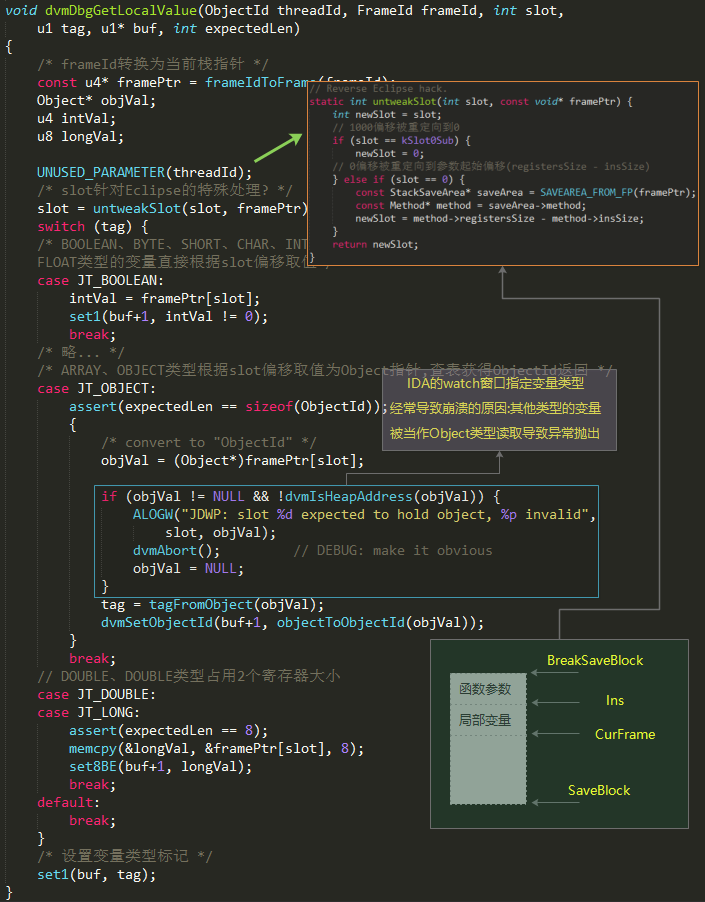 void dvmDbgGetLocalValue(ObjectId threadId, FrameId frameId, int slot,
u1 tag, u1* buf, int expectedLen)
{
/* frameId转换为当前栈指针 */
const u4* framePtr = frameIdToFrame(frameId);
Object* objVal;
u4 intVal;
u8 longVal;
UNUSED_PARAMETER(threadId);
/* slot针对Eclipse的特殊处理? */
slot = untweakSlot(slot, framePtr)
switch (tag) {
/* BOOLEAN、BYTE、SHORT、CHAR、INT
FLOAT类型的变量直接根据slot偏移取值
case JT_BOOLEAN:
intVal = framePtr[slot];
set1(buf+1, intVal != 0);
break;
/* 略... */
/* ARRAY、OBJECT类型根据slot偏移取值为Object指针,查表获得ObjectId返回 */
case JT_OBJECT:
assert(expectedLen == sizeof(ObjectId));
{
/* convert to "ObjectId" */
objVal = (Object*)framePtr[slot];
if (objVal != NULL && !dvmIsHeapAddress(objVal)) {
ALOGW("JDWP: slot %d expected to hold object, %p invalid",
slot, objVal);
dvmAbort(); // DEBUG: make it obvious
objVal = NULL;
}
tag = tagFromObject(objVal);
dvmSetObjectId(buf+1, objectToObjectId(objVal));
}
break;
// DOUBLE、DOUBLE类型占用2个寄存器大小
case JT_DOUBLE:
case JT_LONG:
assert(expectedLen == 8);
memcpy(&longVal, &framePtr[slot], 8);
set8BE(buf+1, longVal);
break;
default:
break;
}
/* 设置变量类型标记 */
set1(buf, tag);
}
// Reverse Eclipse hack.
static int untweakSlot(int slot, const void* framePtr) {
int newSlot = slot;
// 1000偏移被重定向到0
if (slot == kSlot0Sub) {
newSlot = 0;
// 0偏移被重定向到参数起始偏移(registersSize - insSize)
} else if (slot == 0) {
const StackSaveArea* saveArea = SAVEAREA_FROM_FP(framePtr);
const Method* method = saveArea->method;
newSlot = method->registersSize - method->insSize;
}
return newSlot;
}
IDA的watch窗口指定变量类型
经常导致崩溃的原因:其他类型的变量
被当作Object类型读取导致异常抛出
BreakSaveBlock
函数参数
Ins
局部变量
CurFrame
SaveBlock